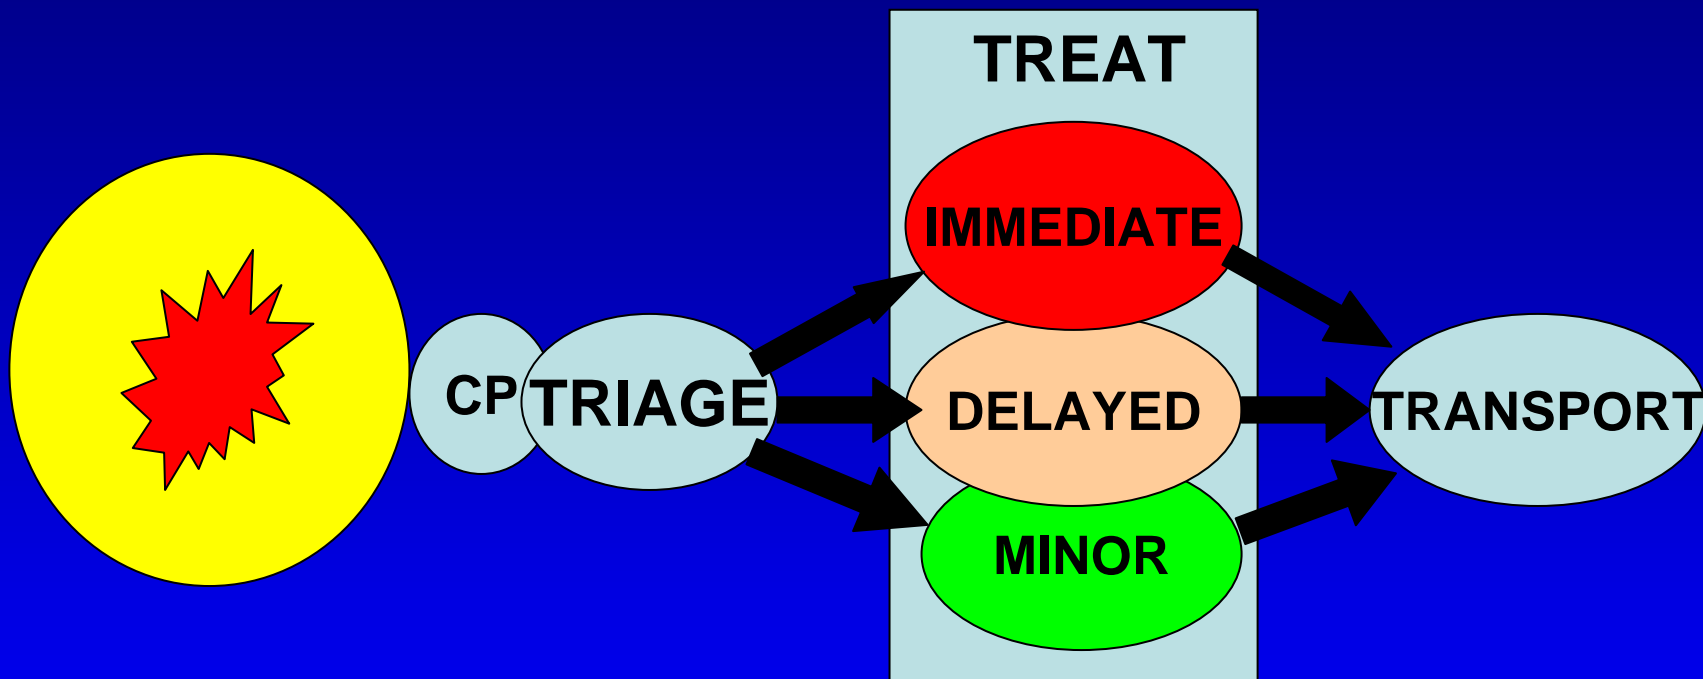 TREAT
IMMEDIATE
CP
TRIAGE
DELAYED
TRANSPORT
MINOR